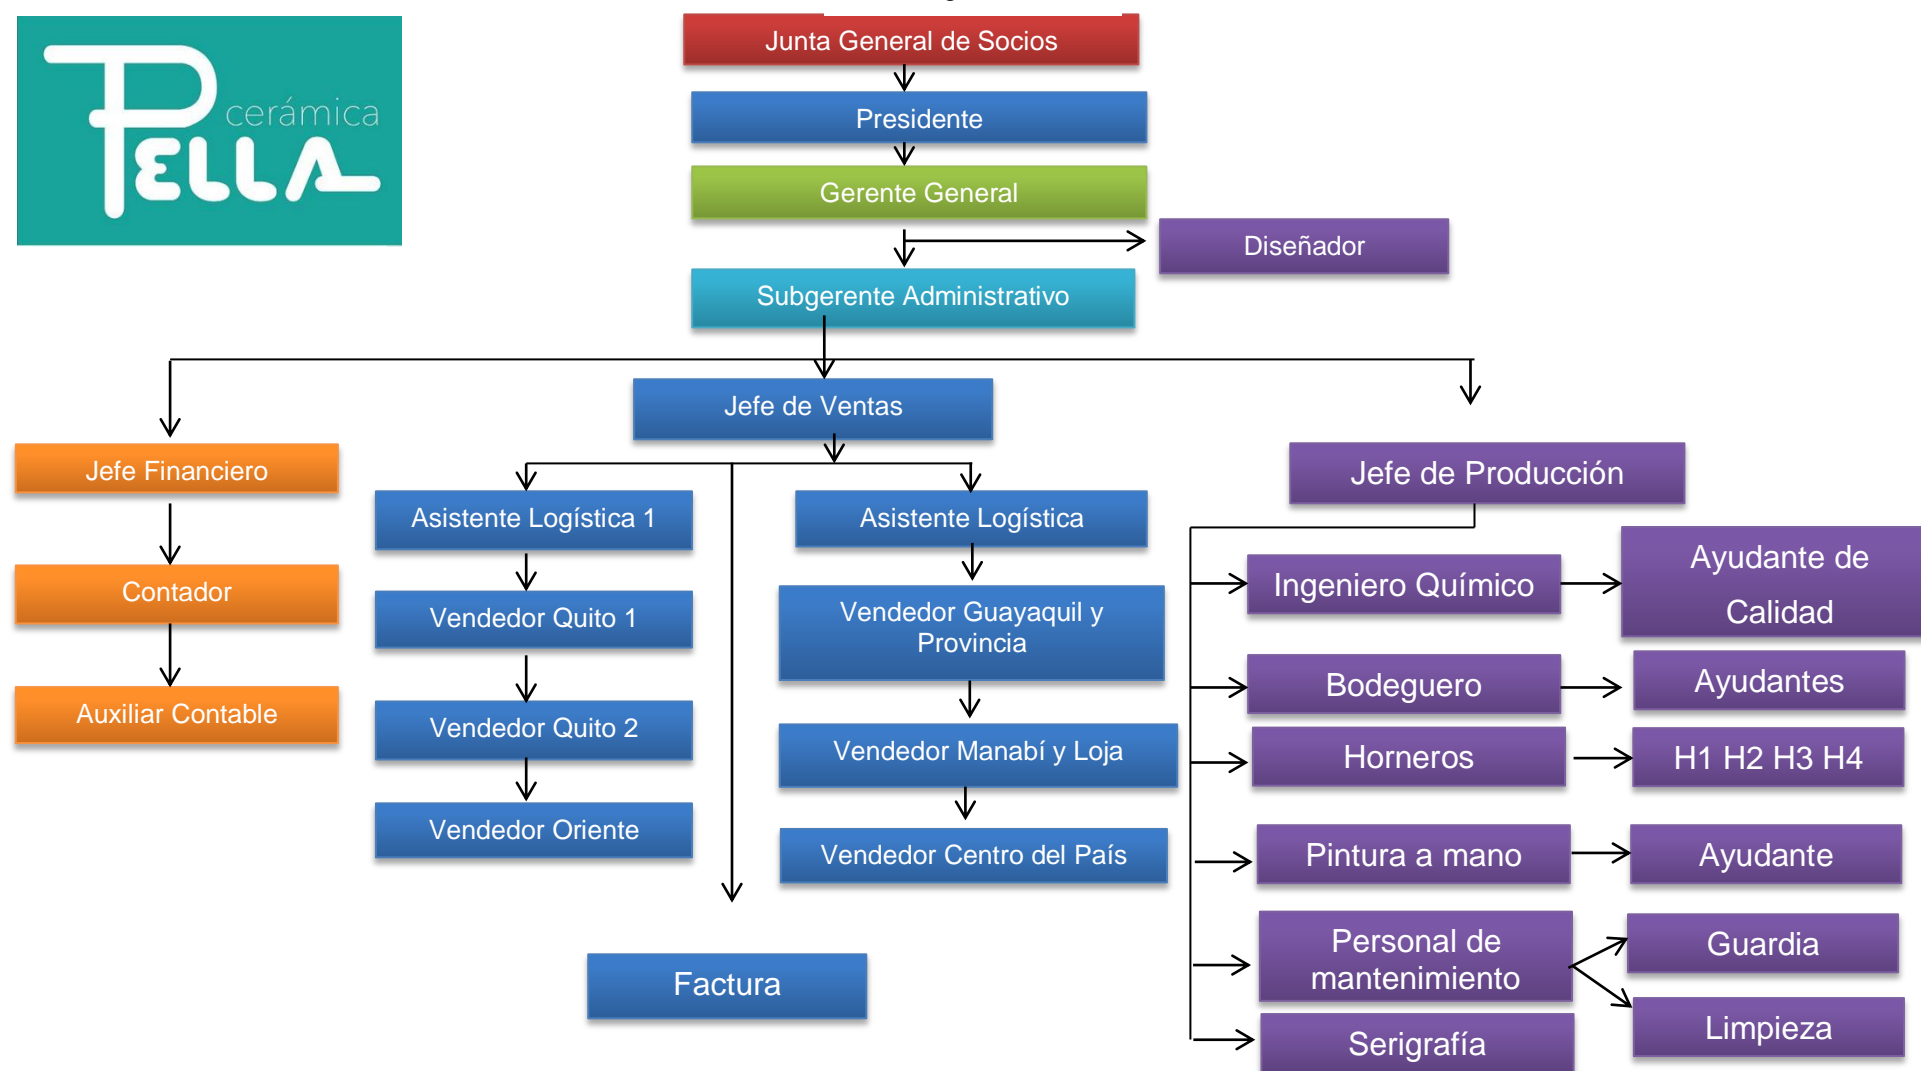 cerámica
PELLA
Junta General de Socios
Presidente
Gerente General
Diseñador
Subgerente Administrativo
Jefe de Ventas
Jefe Financiero
Contador
Auxiliar Contable
Asistente Logística 1
Vendedor Quito 1
Vendedor Quito 2
Vendedor Oriente
Asistente Logística
Vendedor Guayaquil y
Provincia
Vendedor Manabí y Loja
Vendedor Centro del País
Factura
Jefe de Producción
Ingeniero Químico
Ayudante de
Calidad
Bodeguero
Ayudantes
Horneros
H1 H2 H3 H4
Pintura a mano
Ayudante
Personal de
mantenimiento
Guardia
Limpieza
Serigrafía